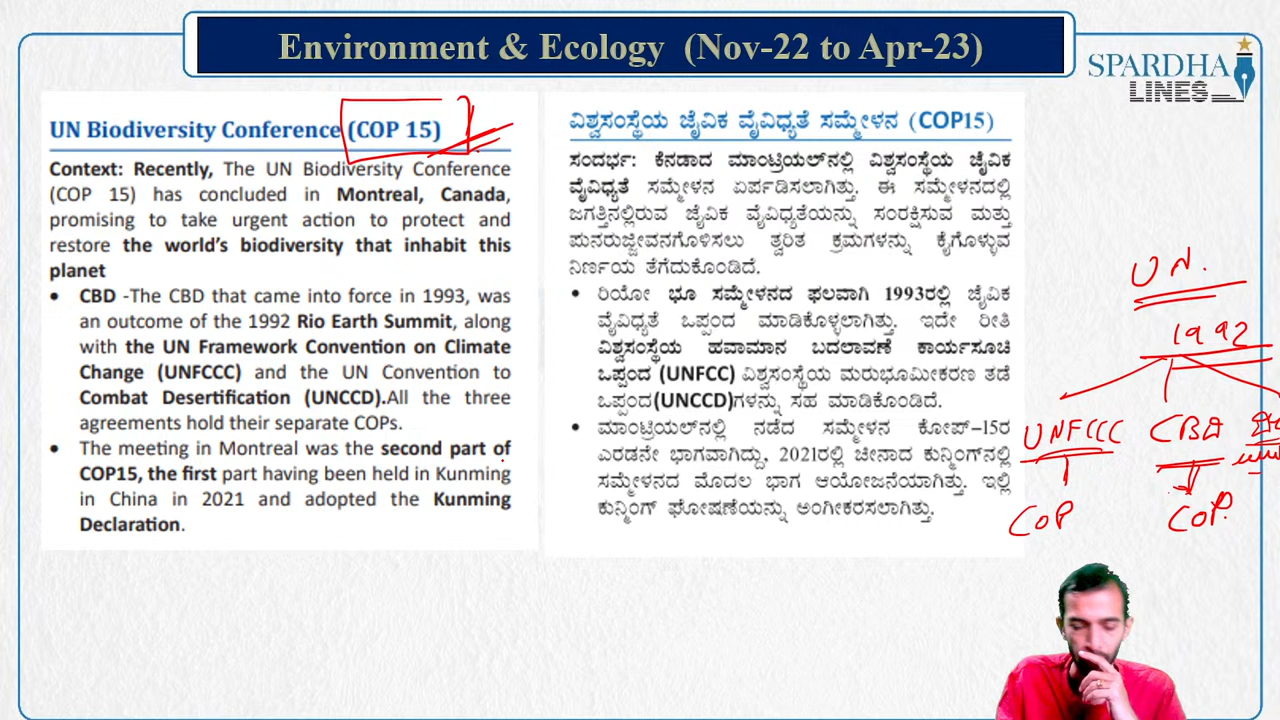 Environment & Ecology (Nov-22 to Apr-23)
SPARDHA
LINES
UN Biodiversity Conference (COP 15)
Context: Recently, The UN Biodiversity Conference
(COP 15) has concluded in Montreal, Canada,
promising to take urgent action to protect and
restore the world's biodiversity that inhabit this
planet
• CBD -The CBD that came into force in 1993, was
an outcome of the 1992 Rio Earth Summit, along
with the UN Framework Convention on Climate
Change (UNFCCC) and the UN Convention to
Combat Desertification (UNCCD).All the three
agreements hold their separate COPs.
• The meeting in Montreal was the second part of
COP15, the first part having been held in Kunming
in China in 2021 and adopted the Kunming
Declaration.
ವಿಶ್ವಸಂಸ್ಥೆಯ ಜೈವಿಕ ವೈವಿಧ್ಯತೆ ಸಮ್ಮೇಳನ (COP15)
ಸಂದರ್ಭ: ಕೆನಡಾದ ಮಾಂಟ್ರಿಯಲ್‌ನಲ್ಲಿ ವಿಶ್ವಸಂಸ್ಥೆಯ ಜೈವಿಕ
ವೈವಿಧ್ಯತೆ ಸಮ್ಮೇಳನ ಏರ್ಪಡಿಸಲಾಗಿತ್ತು. ಈ ಸಮ್ಮೇಳನದಲ್ಲಿ
ಜಗತ್ತಿನಲ್ಲಿರುವ ಜೈವಿಕ ವೈವಿಧ್ಯತೆಯನ್ನು ಸಂರಕ್ಷಿಸುವ ಮತ್ತು
ಪುನರುಜ್ಜೀವನಗೊಳಿಸಲು ತ್ವರಿತ ಕ್ರಮಗಳನ್ನು ಕೈಗೊಳ್ಳುವ
ನಿರ್ಣಯ ತೆಗೆದುಕೊಂಡಿದೆ.
• ರಿಯೋ ಭೂ ಸಮ್ಮೇಳನದ ಫಲವಾಗಿ 1993ರಲ್ಲಿ ಜೈವಿಕ
ವೈವಿಧ್ಯತೆ ಒಪ್ಪಂದ ಮಾಡಿಕೊಳ್ಳಲಾಗಿತ್ತು. ಇದೇ ರೀತಿ
ವಿಶ್ವಸಂಸ್ಥೆಯ ಹವಾಮಾನ ಬದಲಾವಣೆ ಕಾರ್ಯಸೂಚಿ
ಒಪ್ಪಂದ (UNFCC) ವಿಶ್ವಸಂಸ್ಥೆಯ ಮರುಭೂಮೀಕರಣ ತಡೆ
ಒಪ್ಪಂದ(UNCCD)ಗಳನ್ನು ಸಹ ಮಾಡಿಕೊಂಡಿದೆ.
• ಮಾಂಟ್ರಿಯಲ್‌ನಲ್ಲಿ ನಡೆದ ಸಮ್ಮೇಳನ ಕೋಪ್-15ರ
ಎರಡನೇ ಭಾಗವಾಗಿದ್ದು, 2021ರಲ್ಲಿ ಚೀನಾದ ಕುನ್ಮಿಂಗ್‌ನಲ್ಲಿ
ಸಮ್ಮೇಳನದ ಮೊದಲ ಭಾಗ ಆಯೋಜನೆಯಾಗಿತ್ತು. ಇಲ್ಲಿ
ಕುನ್ಮಿಂಗ್ ಘೋಷಣೆಯನ್ನು ಅಂಗೀಕರಸಲಾಗಿತ್ತು.
UN.
1992
UNFCCC CBD
COP COP.